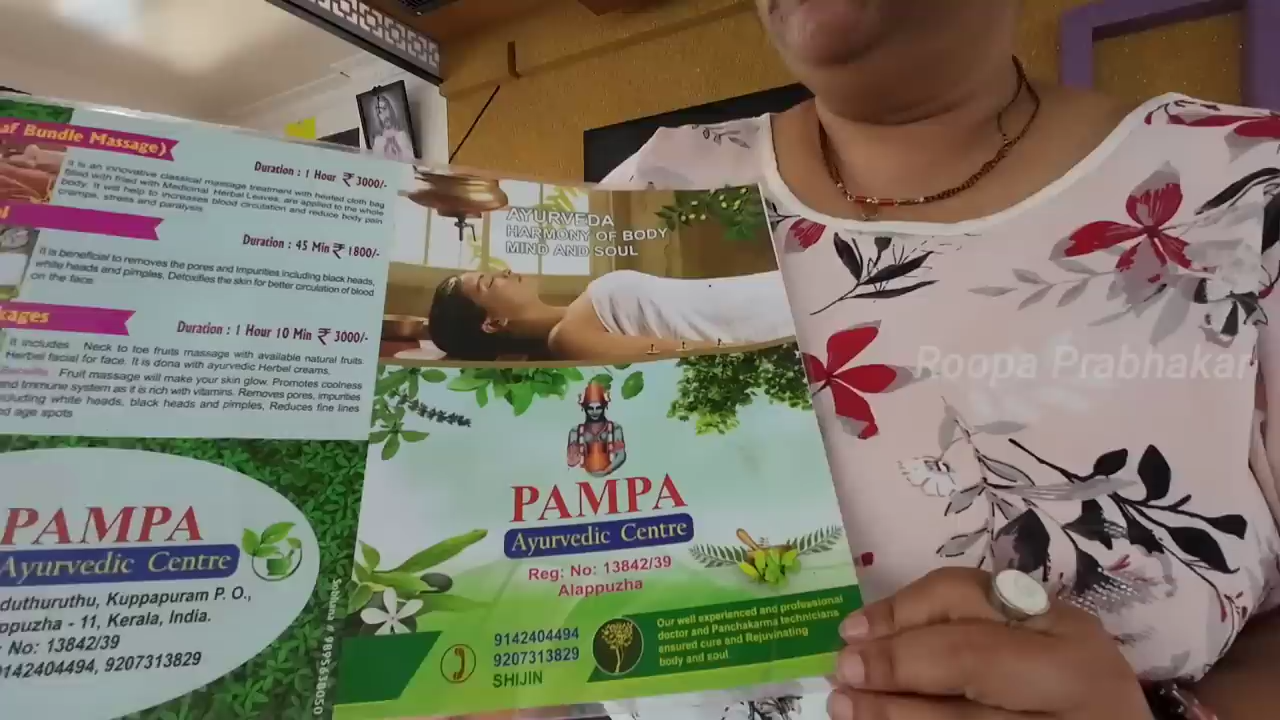 af Bundle Massage)
Duration : 1 Hour ₹ 3000/-
It is an innovative classical massage treatment with heated cloth bag
filled with fried with Medicinal Herbal Leaves, are applied to the whole
body. It will help to increases blood circulation and reduce body pain
cramps, stress and paralysis
Duration : 45 Min ₹ 1800/-
It is beneficial to removes the pores and impurities including black heads,
white heads and pimples, Detoxifies the skin for better circulation of blood
on the face
kages
Duration : 1 Hour 10 Min ₹ 3000/-
It includes Neck to toe fruits massage with available natural fruits
Herbel facial for face. It is dona with ayurvedic Herbel creams.
Fruit massage will make your skin glow. Promotes coolness
and Immune system as it is rich with vitamins. Removes pores, impurities
cluding white heads, black heads and pimples, Reduces fine lines
d age spots
PAMPA
Ayurvedic Centre
duthuruthu, Kuppapuram P. O.,
ppuzha - 11, Kerala, India.
No: 13842/39
9142404494, 9207313829
AYURVEDA
HARMONY OF BODY
MIND AND SOUL
PAMPA
Ayurvedic Centre
Reg: No: 13842/39
Alappuzha
9142404494
9207313829
SHIJIN
Our well experienced and professional
doctor and Panchakarma technicians
ensured cure and Rejuvinating
body and soul
Roopa Prabhakar